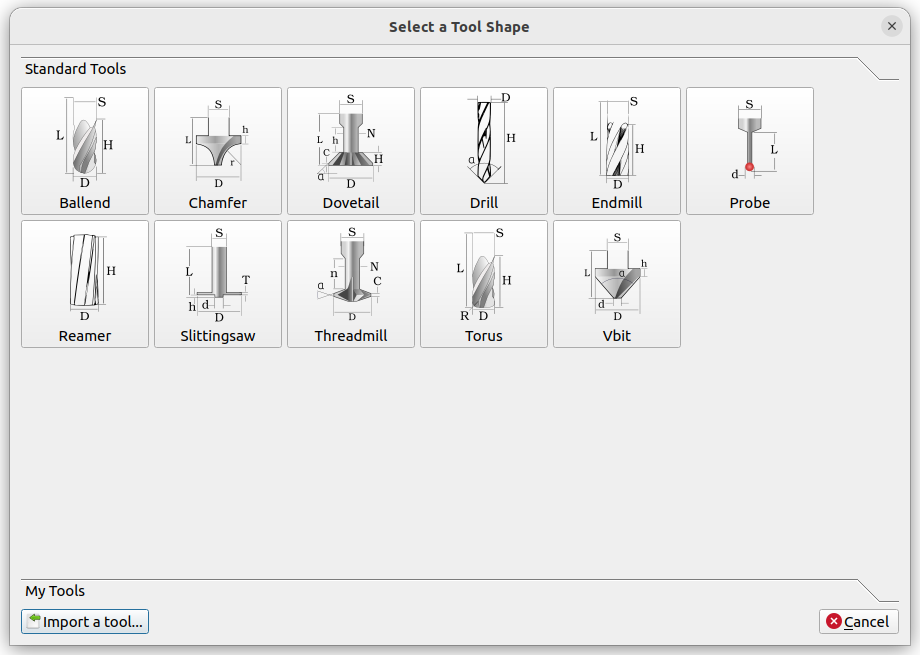 Select a Tool Shape
Standard Tools
S
L
H
D
Ballend
S
h
L
r
D
Chamfer
S
L
N
h
C
H
α
D
Dovetail
D
H
α
Drill
S
L
H
D
Endmill
S
L
d
Probe
H
D
Reamer
S
L
T
h d
D
Slittingsaw
S
N
n
C
α
D
Threadmill
S
L
H
R D
Torus
S
h
L
α
d
D
Vbit
My Tools
Import a tool...
Cancel